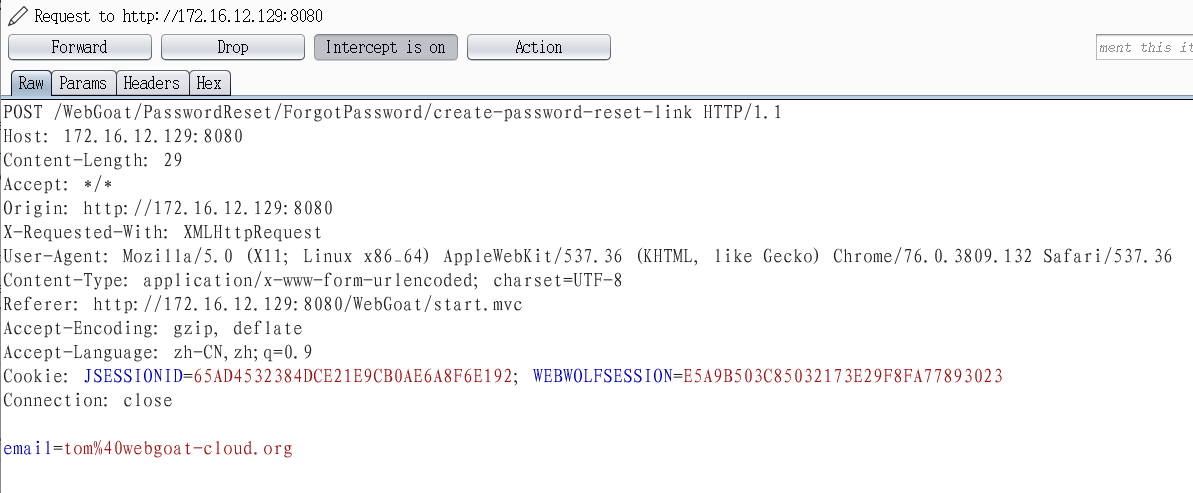 Request to http://172.16.12.129:8080
Forward Drop Intercept is on Action ment this it
Raw Params Headers Hex
POST /WebGoat/PasswordReset/ForgotPassword/create-password-reset-link HTTP/1.1
Host: 172.16.12.129:8080
Content-Length: 29
Accept: */*
Origin: http://172.16.12.129:8080
X-Requested-With: XMLHttpRequest
User-Agent: Mozilla/5.0 (X11; Linux x86_64) AppleWebKit/537.36 (KHTML, like Gecko) Chrome/76.0.3809.132 Safari/537.36
Content-Type: application/x-www-form-urlencoded; charset=UTF-8
Referer: http://172.16.12.129:8080/WebGoat/start.mvc
Accept-Encoding: gzip, deflate
Accept-Language: zh-CN,zh;q=0.9
Cookie: JSESSIONID=65AD4532384DCE21E9CB0AE6A8F6E192; WEBWOLFSESSION=E5A9B503C85032173E29F8FA77893023
Connection: close
email=tom%40webgoat-cloud.org